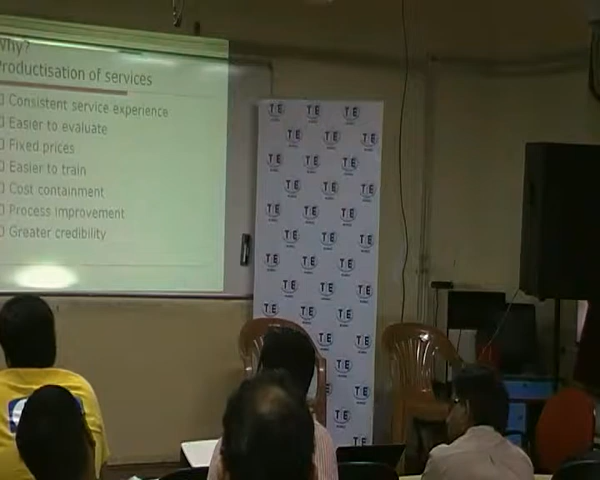 Why?
Productisation of services
Consistent service experience
Easier to evaluate
Fixed prices
Easier to train
Cost containment
Process improvement
Greater credibility
TE